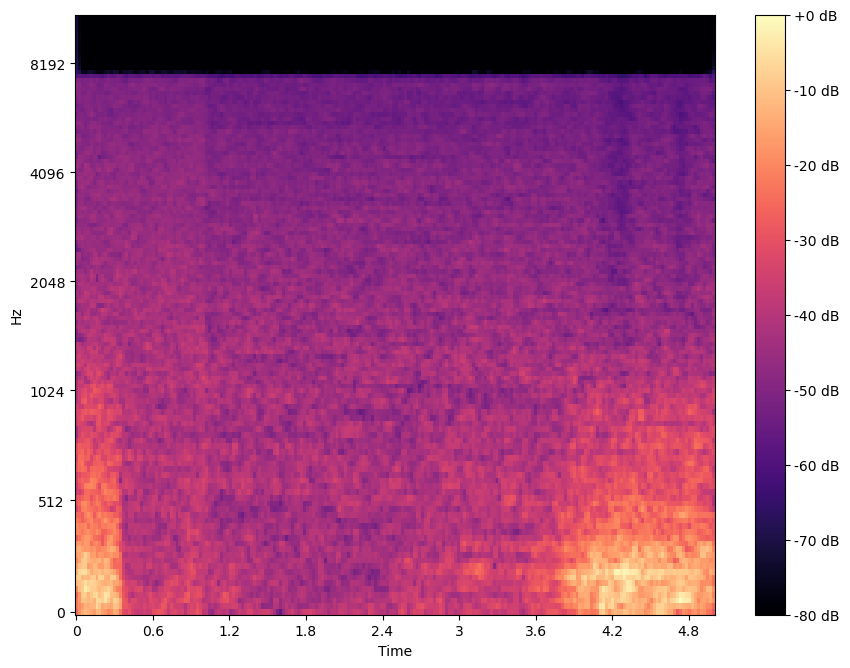 +0 dB
8192
-10 dB
4096
-20 dB
2048
-30 dB
Hz
-40 dB
1024
-50 dB
512
-60 dB
-70 dB
0
-80 dB
0 0.6 1.2 1.8 2.4 3 3.6 4.2 4.8
Time